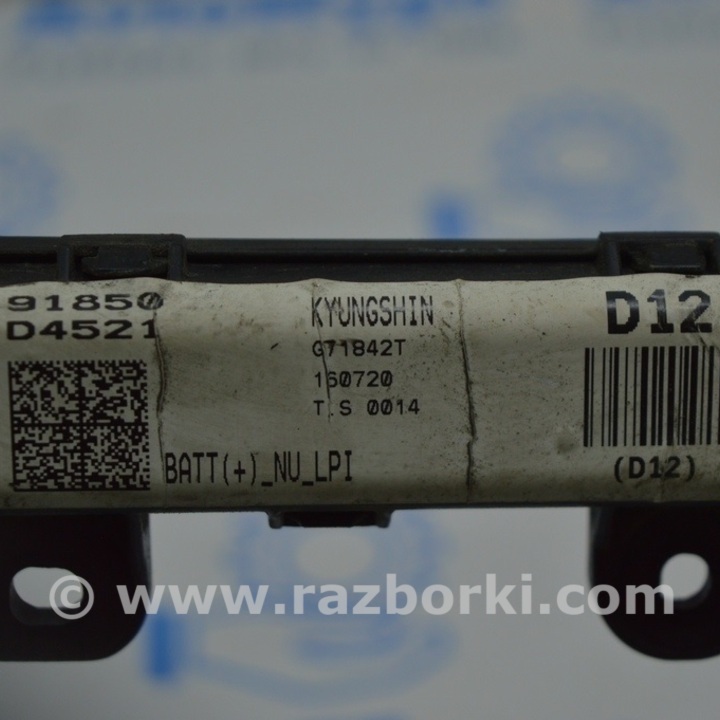 91850
D4521
KYUNGSHIN
G71842T
160720
T.S 0014
BATT(+)_NU_LPI
D12
(D12)
© www.razborki.com